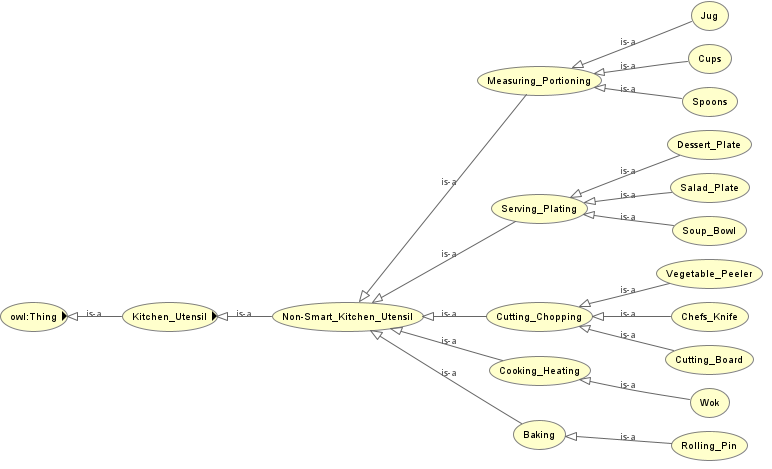 Jug
is-a
Cups
is-a
Measuring_Portioning
is-a
Spoons
Dessert_Plate
is-a
is-a
Salad_Plate
is-a
Serving_Plating
is-a
Soup_Bowl
is-a
Vegetable_Peeler
is-a
owl:Thing
is-a
Kitchen_Utensil
is-a
Non-Smart_Kitchen_Utensil
is-a
Cutting_Chopping
is-a
Chefs_Knife
is-a
Cutting_Board
is-a
Cooking_Heating
is-a
Wok
is-a
Baking
is-a
Rolling_Pin